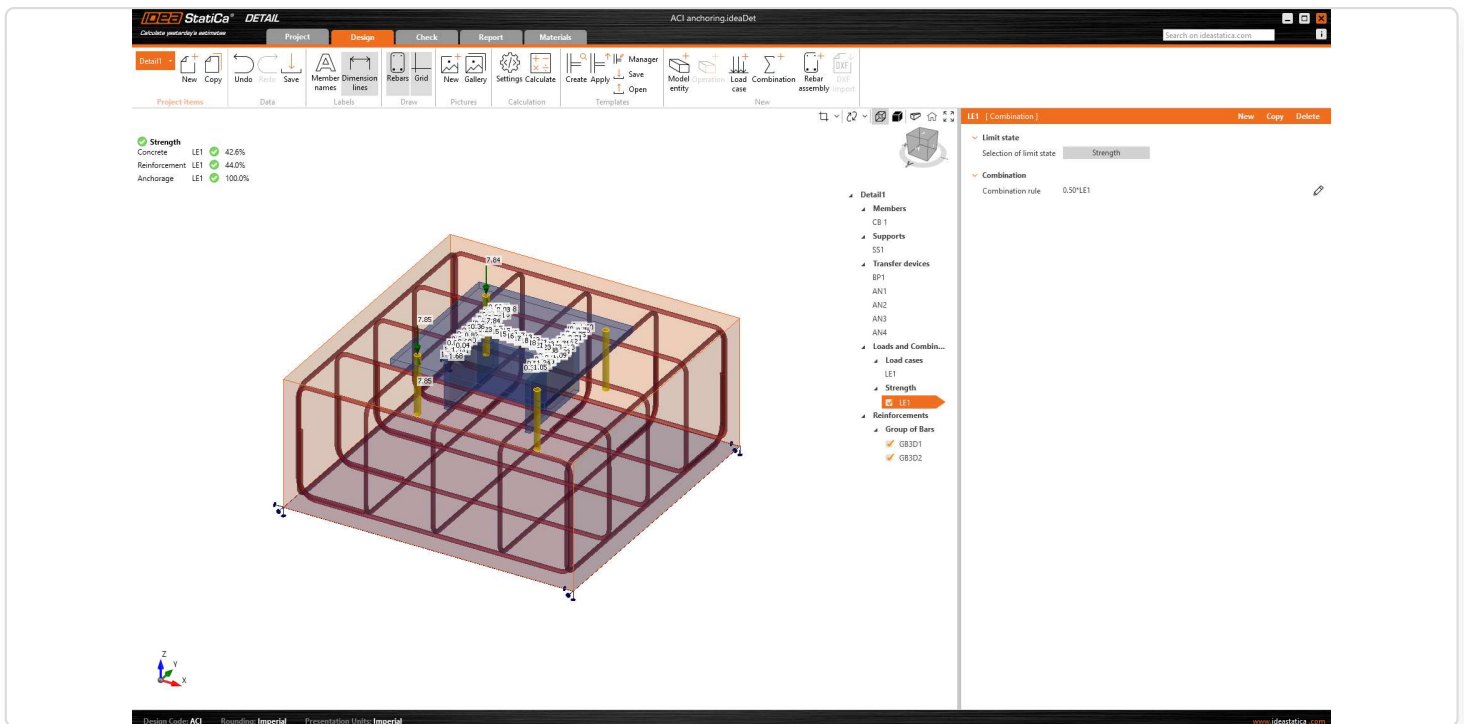 IDEA StatiCa® DETAIL
ACI anchoring.ideaDet
Calculate yesterday's estimates
Project Design Check Report Materials
Search on ideastatica.com
Detail1
New Copy Undo Redo Save Member names Dimension lines Rebars Grid New Gallery Settings Calculate Create Apply Manager Save Open Model entity Operation Load case Combination Rebar assembly DXF import
DXF
Project items Data Labels Draw Pictures Calculation Templates New
LE1 [ Combination ] New Copy Delete
Limit state
Selection of limit state Strength
Combination
Combination rule 0.50*LE1
Strength
Concrete LE1 42.6%
Reinforcement LE1 44.0%
Anchorage LE1 100.0%
Detail1
Members
CB 1
Supports
SS1
Transfer devices
BP1
AN1
AN2
AN3
AN4
Loads and Combin...
Load cases
LE1
Strength
LE1
Reinforcements
Group of Bars
GB3D1
GB3D2
7.84
7.85
7.84
0.04
1.68
7.85
Z
Y
X
Design Code: ACI Rounding: Imperial Presentation Units: Imperial
www.ideastatica.com